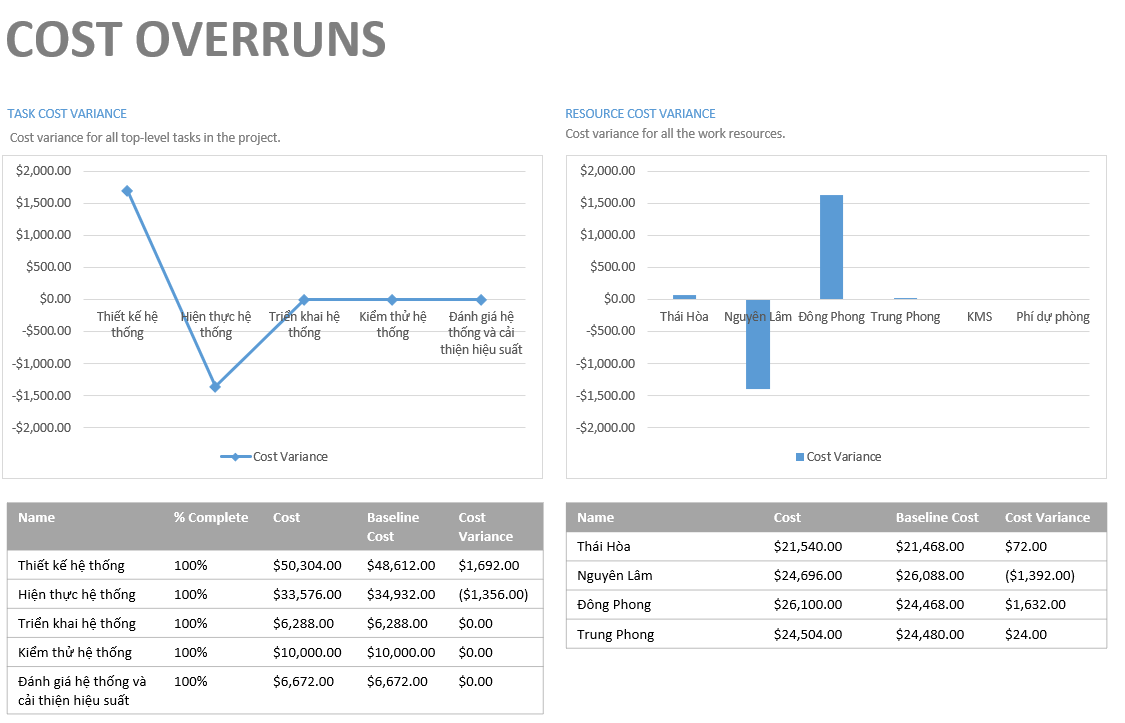 COST OVERRUNS
TASK COST VARIANCE
Cost variance for all top-level tasks in the project.
$2,000.00
$1,500.00
$1,000.00
$500.00
$0.00
-$500.00
-$1,000.00
-$1,500.00
-$2,000.00
Thiết kế hệ
thống
Hiện thực hệ
thống
Triển khai hệ
thống
Kiểm thử hệ
thống
Đánh giá hệ
thống và cải
thiện hiệu suất
Cost Variance
RESOURCE COST VARIANCE
Cost variance for all the work resources.
$2,000.00
$1,500.00
$1,000.00
$500.00
$0.00
-$500.00
-$1,000.00
-$1,500.00
-$2,000.00
Thái Hòa
Nguyên Lâm
Đông Phong
Trung Phong
KMS
Phí dự phòng
Cost Variance
Name % Complete Cost Baseline Cost
Cost Variance
Thiết kế hệ thống 100% $50,304.00 $48,612.00 $1,692.00
Hiện thực hệ thống 100% $33,576.00 $34,932.00 ($1,356.00)
Triển khai hệ thống 100% $6,288.00 $6,288.00 $0.00
Kiểm thử hệ thống 100% $10,000.00 $10,000.00 $0.00
Đánh giá hệ thống và 100% $6,672.00 $6,672.00 $0.00
cải thiện hiệu suất
Name Cost Baseline Cost Cost Variance
Thái Hòa $21,540.00 $21,468.00 $72.00
Nguyên Lâm $24,696.00 $26,088.00 ($1,392.00)
Đông Phong $26,100.00 $24,468.00 $1,632.00
Trung Phong $24,504.00 $24,480.00 $24.00